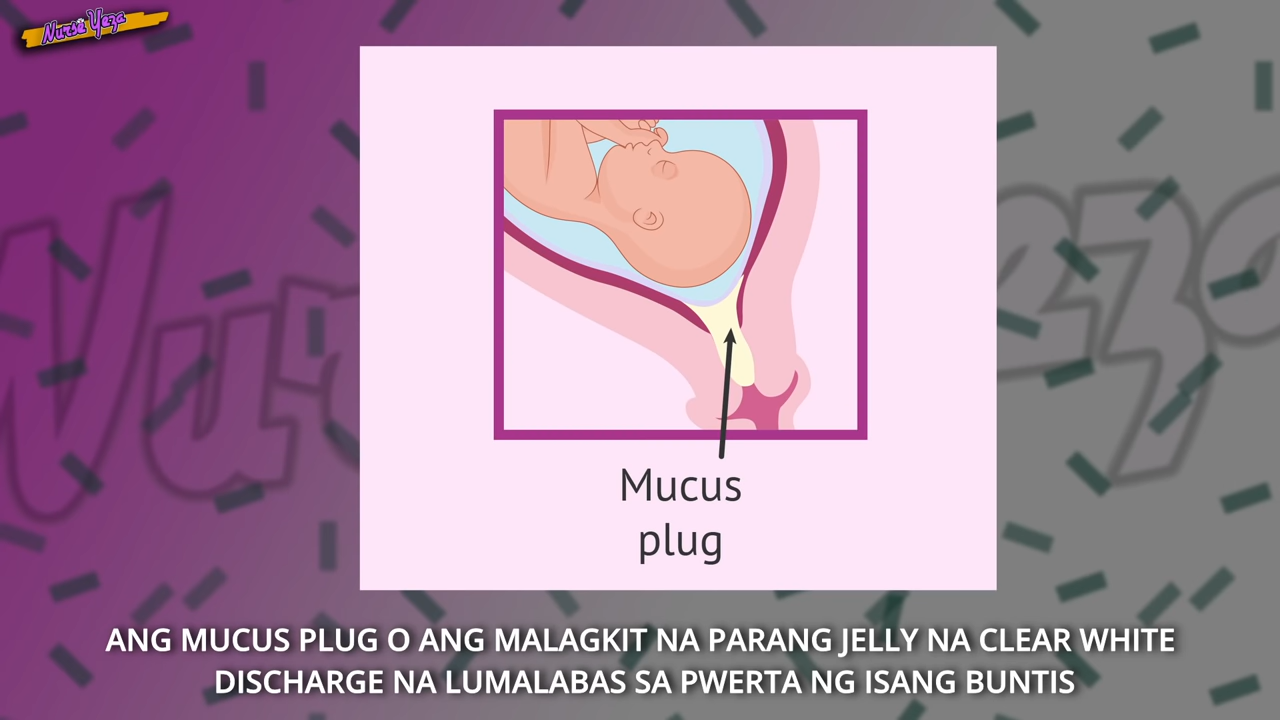 Nurse Yeza
Mucus
plug
ANG MUCUS PLUG O ANG MALAGKIT NA PARANG JELLY NA CLEAR WHITE
DISCHARGE NA LUMALABAS SA PWERTA NG ISANG BUNTIS